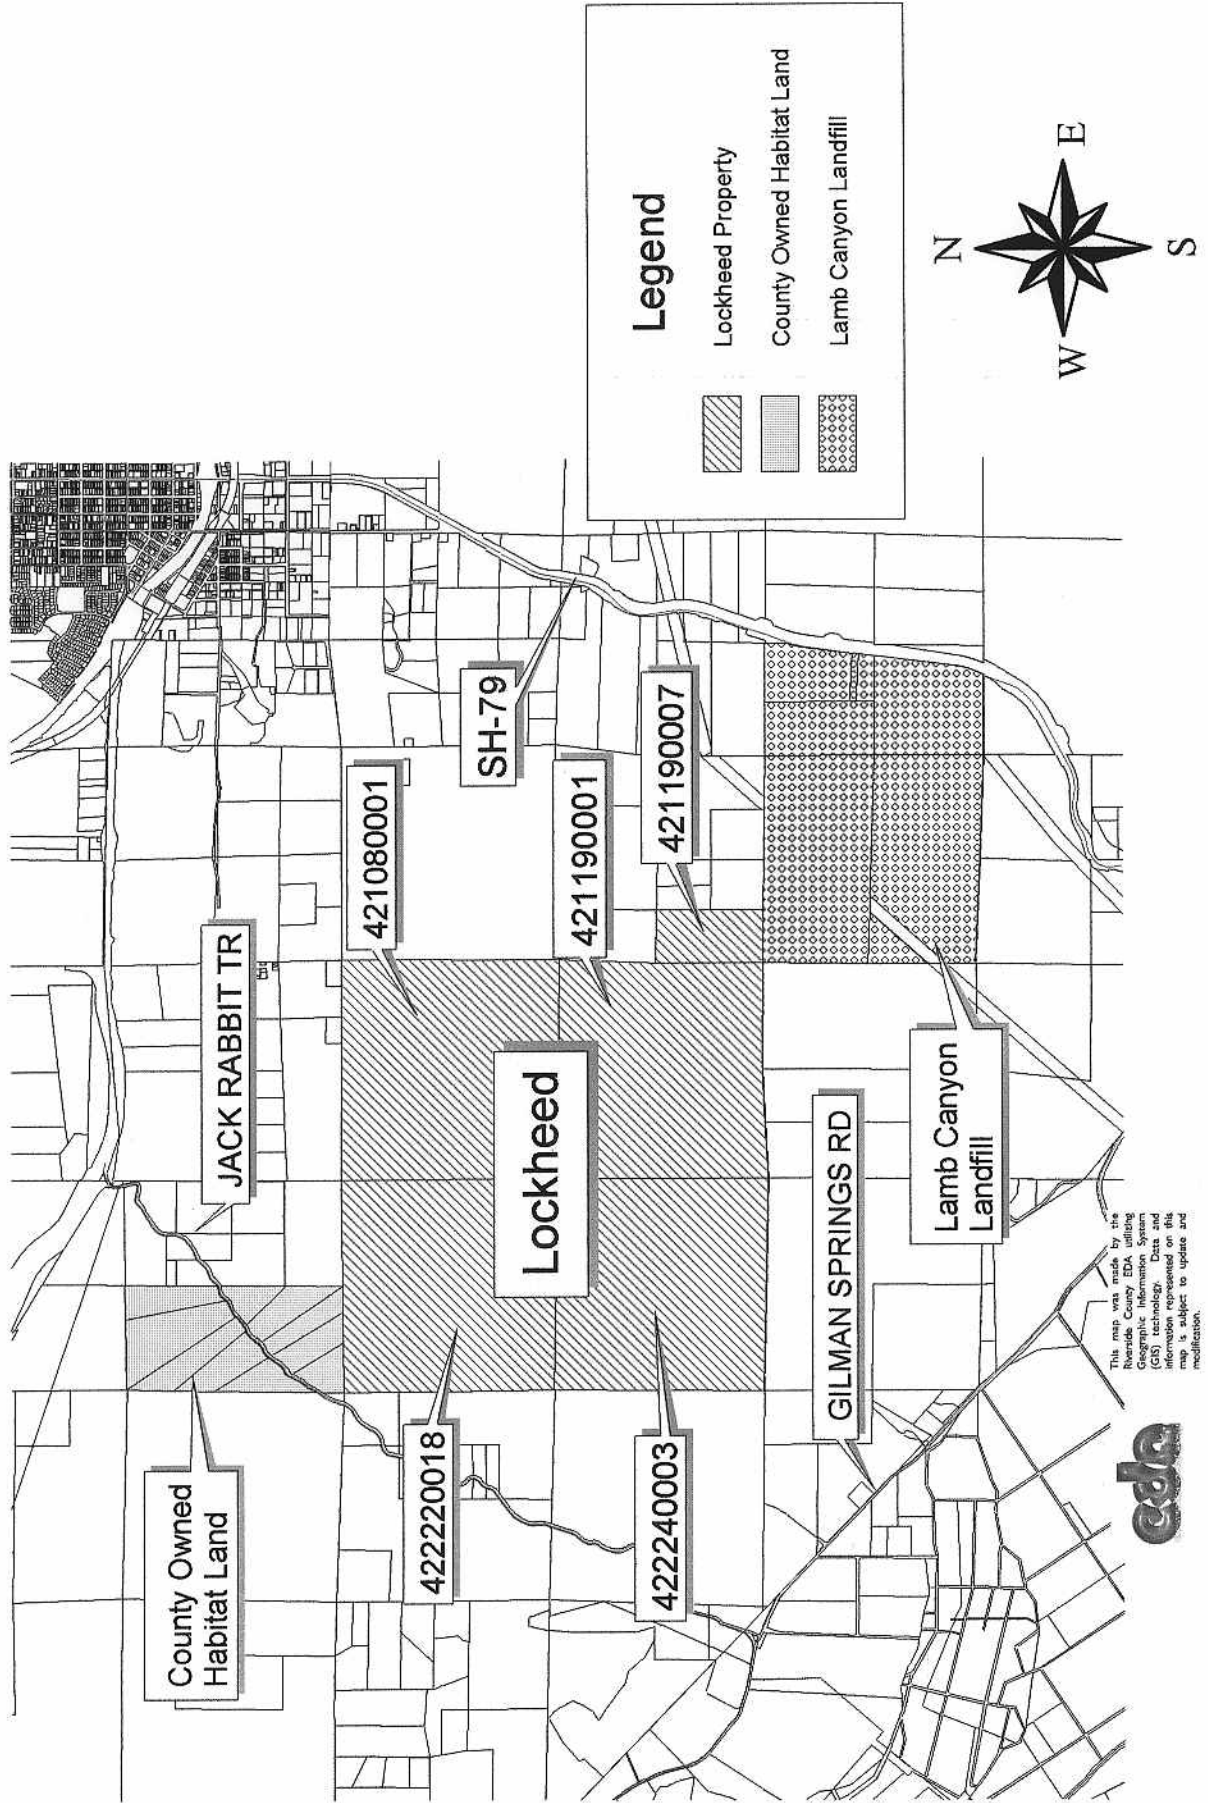 County Owned
Habitat Land
JACK RABBIT TR
422220018
421080001
SH-79
Lockheed
422240003
421190001
421190007
GILMAN SPRINGS RD
Lamb Canyon
Landfill
Legend
Lockheed Property
County Owned Habitat Land
Lamb Canyon Landfill
N
W
E
S
eda
This map was made by the
Riverside County EDA utilizing
Geographic Information System
(GIS) technology. Data and
information represented on this
map is subject to update and
modification.